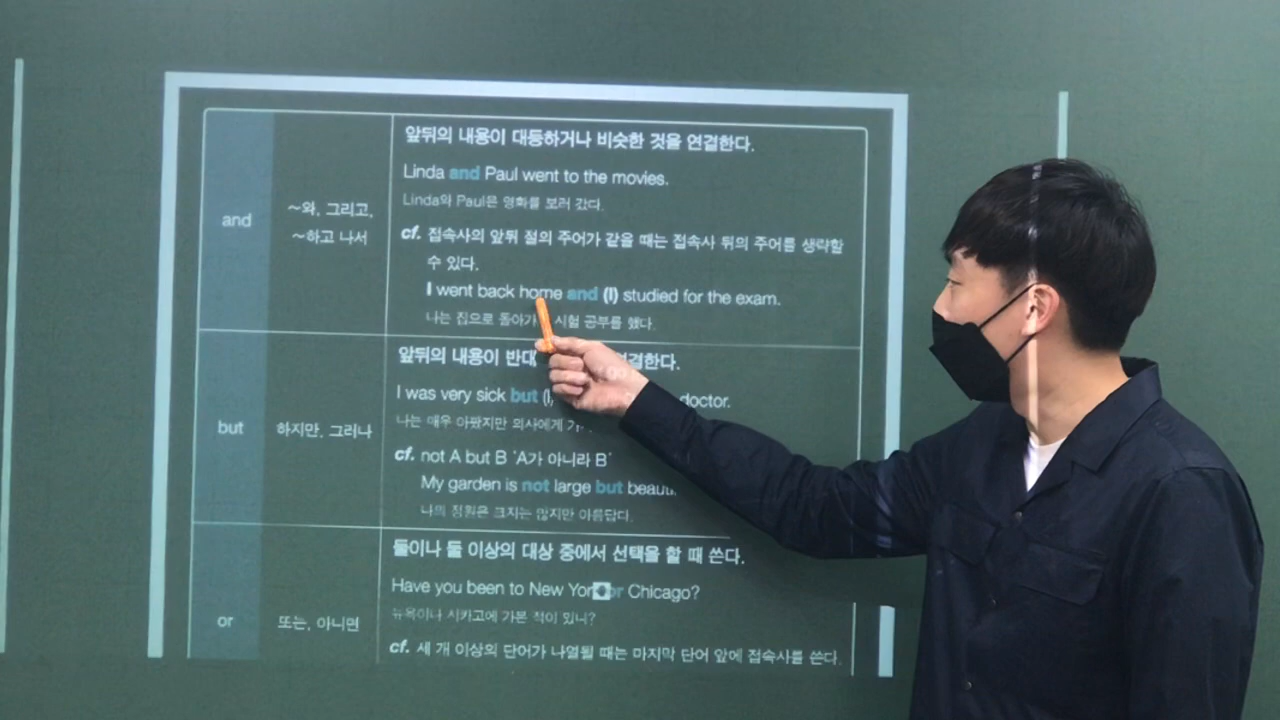 and
~와, 그리고,
~하고 나서
앞뒤의 내용이 대등하거나 비슷한 것을 연결한다.
Linda and Paul went to the movies.
Linda와 Paul은 영화를 보러 갔다.
cf. 접속사의 앞뒤 절의 주어가 같을 때는 접속사 뒤의 주어를 생략할
수 있다.
I went back home and (I) studied for the exam.
나는 집으로 돌아가 시험 공부를 했다.
but
하지만, 그러나
앞뒤의 내용이 반대 연결한다.
I was very sick but (I, go doctor.
나는 매우 아팠지만 의사에게
cf. not A but B 'A가 아니라 B'
My garden is not large but
나의 정원은 크지는 않지만 아름답다.
or
또는, 아니면
둘이나 둘 이상의 대상 중에서 선택을 할 때 쓴다.
Have you been to New York or Chicago?
뉴욕이나 시카고에 가본 적이 있니?
cf. 세 개 이상의 단어가 나열될 때는 마지막 단어 앞에 접속사를 쓴다.